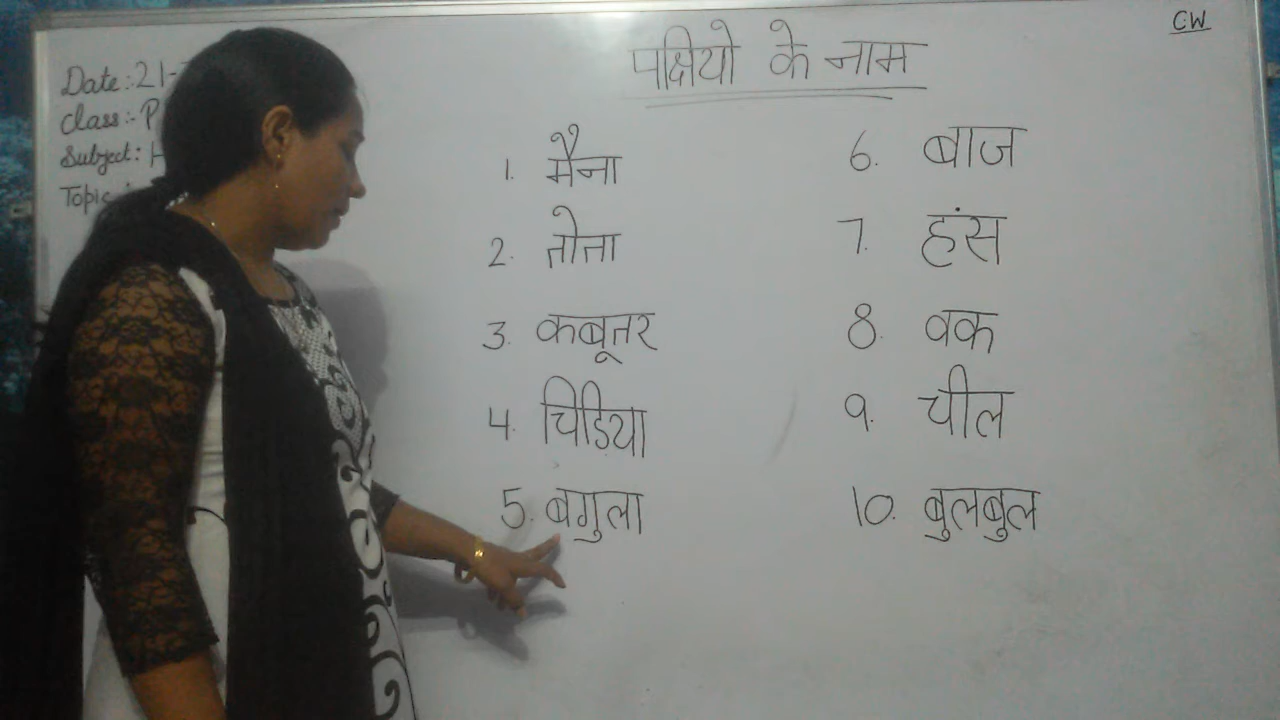 CW
Date:21-
Class:- P
Subject: H
Topic :
पक्षियो के नाम
1. मैना
2. तोता
3. कबूतर
4. चिडिया
5. बगुला
6. बाज
7. हंस
8. वक
9. चील
10. बुलबुल